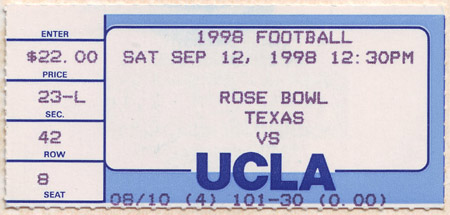 ENTER
$22.00
PRICE
23-L
SEC.
42
ROW
8
SEAT
1998 FOOTBALL
SAT SEP 12, 1998 12:30PM
ROSE BOWL
TEXAS
VS
UCLA
08/10 (4) 101-30 (0.00)